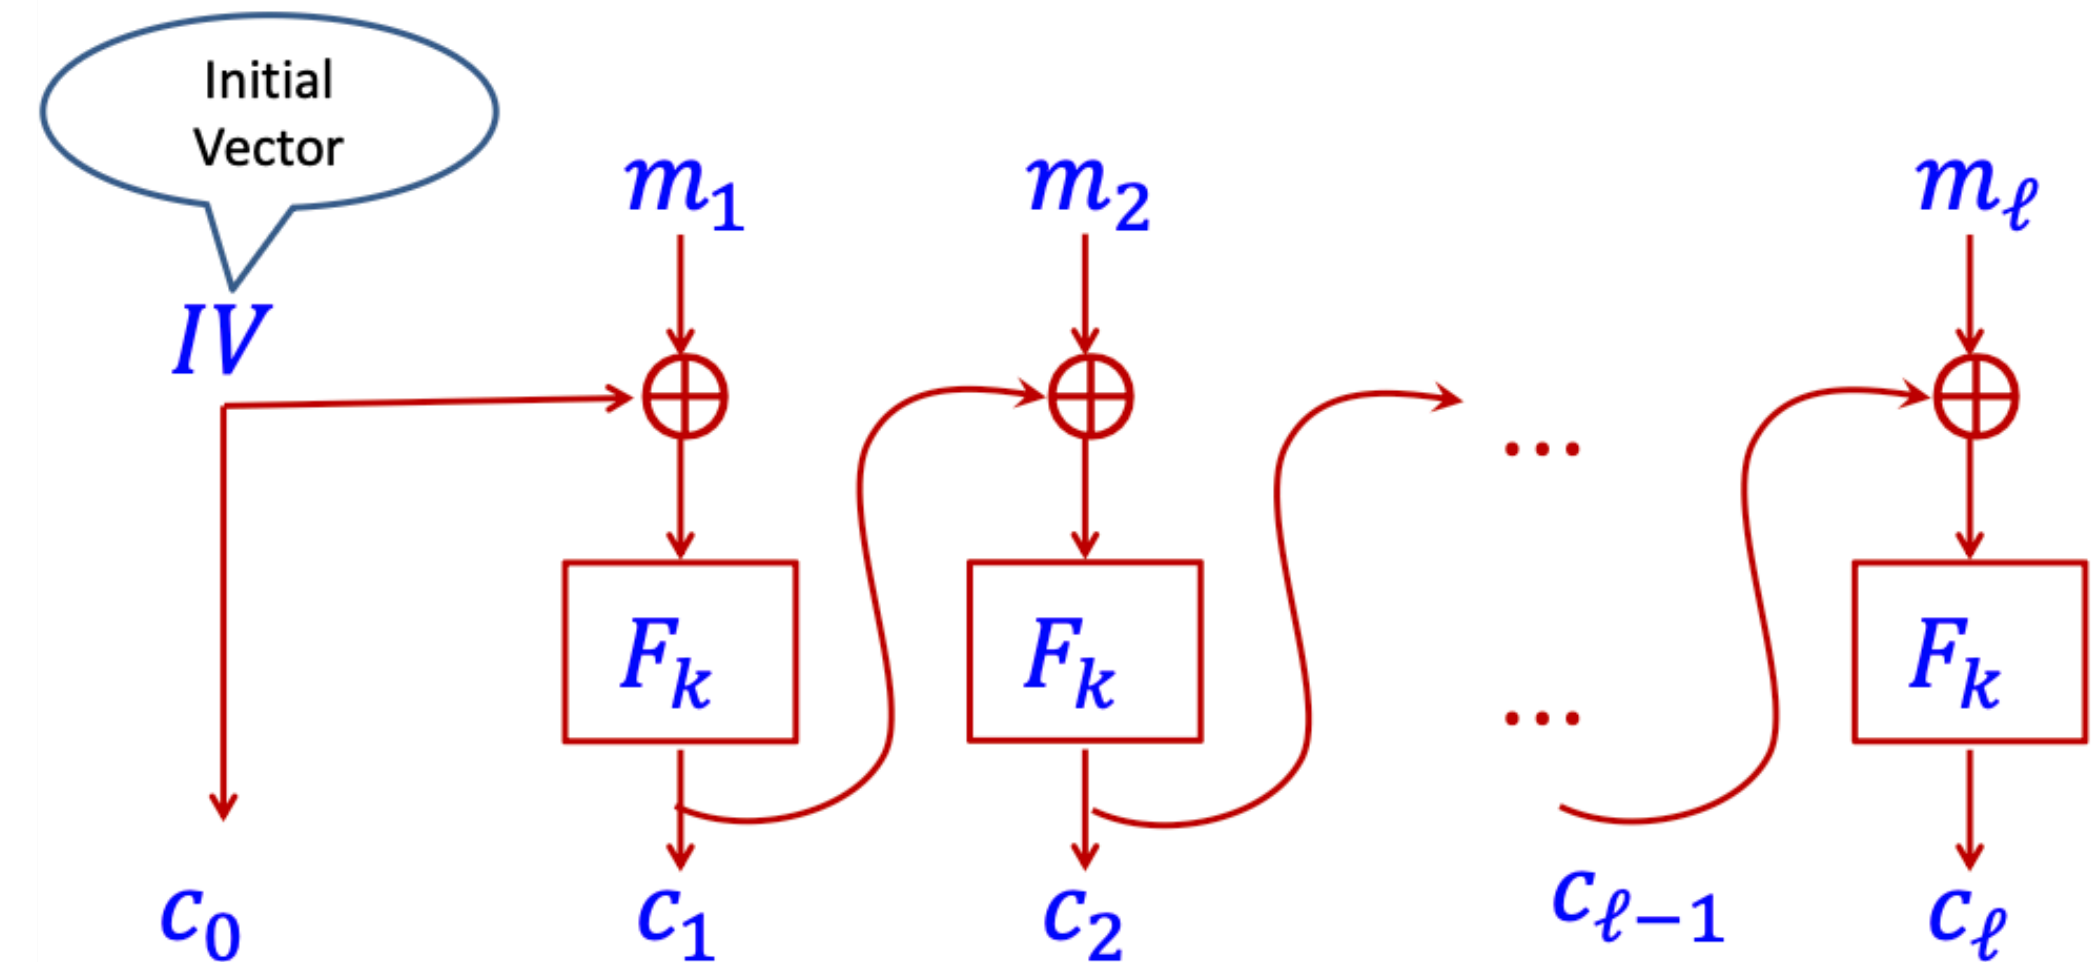 Initial
Vector
m₁ m₂ mℓ
IV
⋯
Fₖ Fₖ Fₖ
⋯
c₀ c₁ c₂ cℓ₋₁ cℓ